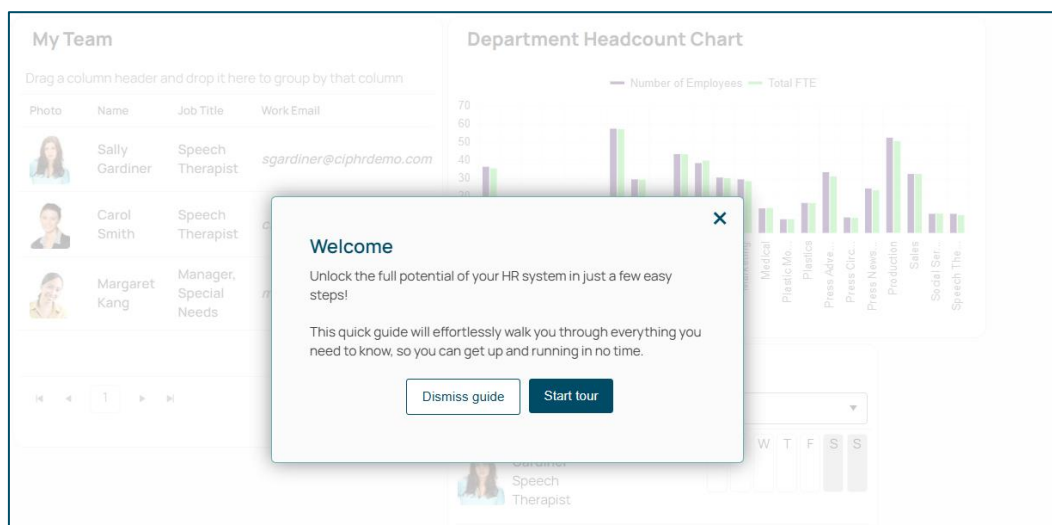 My Team
Drag a column header and drop it here to group by that column
Photo Name Job Title Work Email
Sally Gardiner
Speech Therapist
sgardiner@ciphrdemo.com
Carol Smith
Speech Therapist
Margaret Kang
Manager, Special Needs
1
Department Headcount Chart
Number of Employees Total FTE
70
60
50
40
30
20
Medical
Plastic Mo...
Plastics
Press Adve...
Press Circ...
Press News...
Production
Sales
Social Ser...
Speech The...
Welcome
Unlock the full potential of your HR system in just a few easy
steps!
This quick guide will effortlessly walk you through everything you
need to know, so you can get up and running in no time.
Dismiss guide Start tour
W T F S S
Gardiner
Speech
Therapist